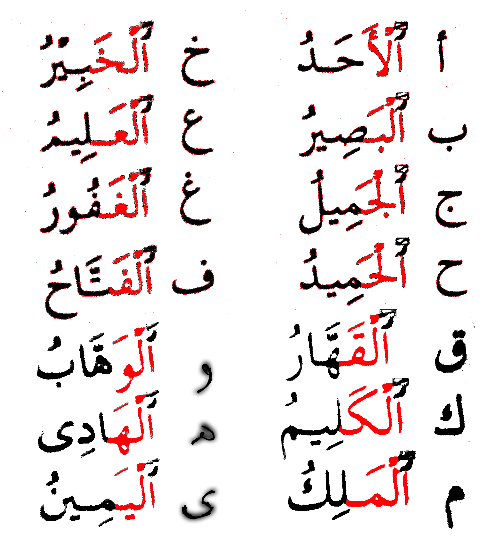 أ ٱلْأَحَدُ خ ٱلْخَبِيْرُ
ب ٱلْبَصِيرُ ع ٱلْعَلِيمُ
ج ٱلْجَمِيلُ غ ٱلْغَفُورُ
ح ٱلْحَمِيدُ ف ٱلْفَتَّاحُ
ق ٱلْقَهَّارُ و ٱلْوَهَّابُ
ك ٱلْكَلِيمُ ه ٱلْهَادِى
م ٱلْمَلِكُ ى ٱلْيَمِينُ